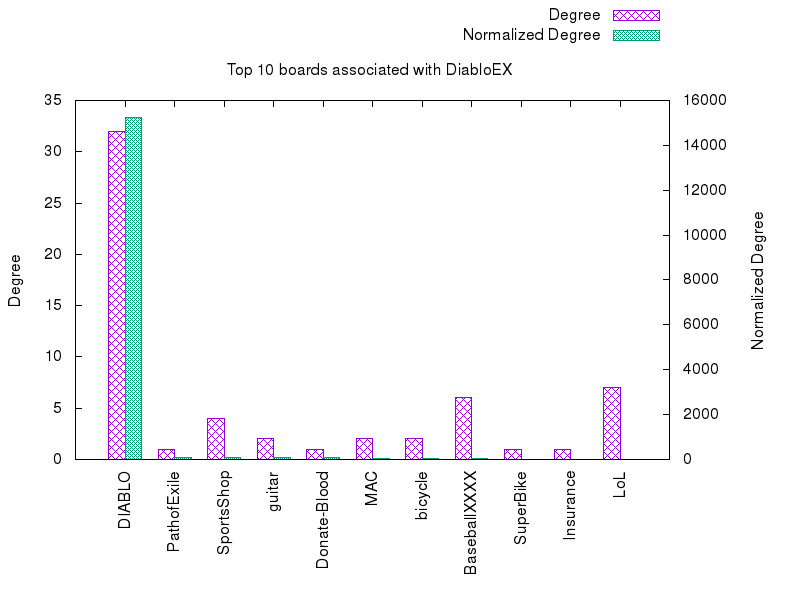 Degree
Normalized Degree
Top 10 boards associated with DiabloEX
35
30
25
20
15
10
5
0
16000
14000
12000
10000
8000
6000
4000
2000
0
Degree
Normalized Degree
DIABLO
PathofExile
SportsShop
guitar
Donate-Blood
MAC
bicycle
BaseballXXXX
SuperBike
Insurance
LoL